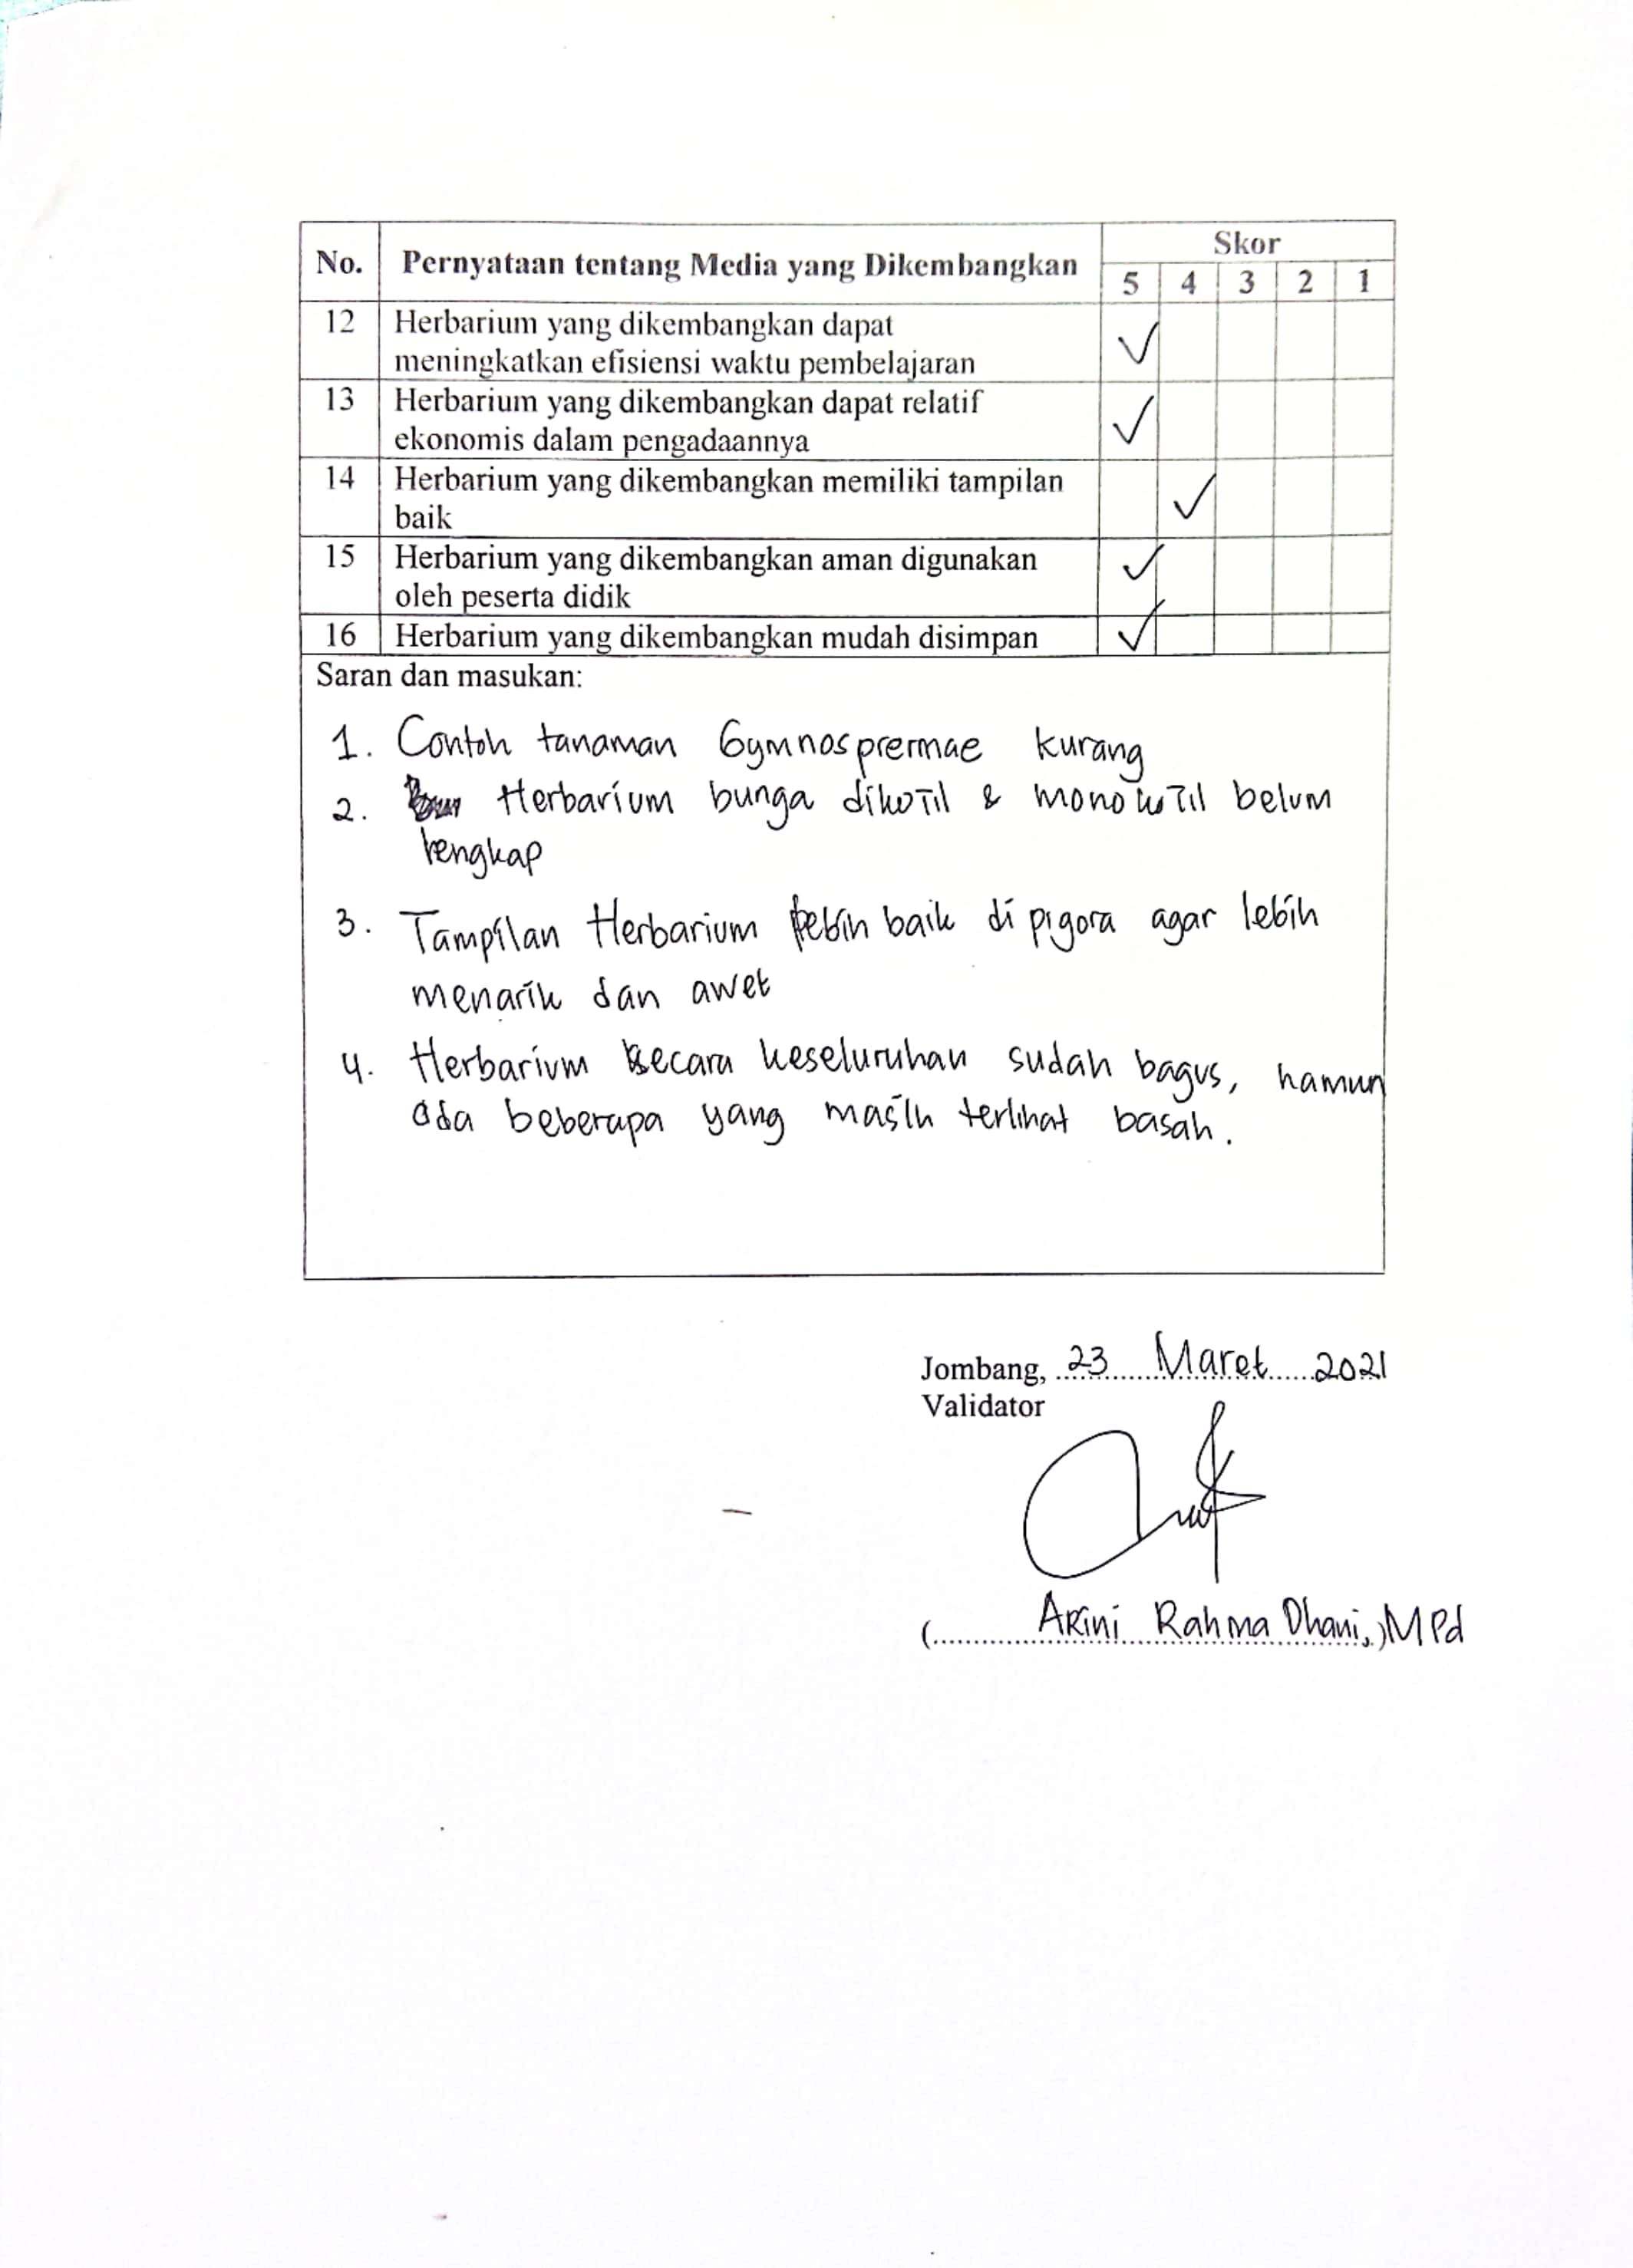 No. Pernyataan tentang Media yang Dikembangkan Skor
5 4 3 2 1
12 Herbarium yang dikembangkan dapat ✓
meningkatkan efisiensi waktu pembelajaran
13 Herbarium yang dikembangkan dapat relatif ✓
ekonomis dalam pengadaannya
14 Herbarium yang dikembangkan memiliki tampilan ✓
baik
15 Herbarium yang dikembangkan aman digunakan ✓
oleh peserta didik
16 Herbarium yang dikembangkan mudah disimpan ✓
Saran dan masukan:
1. Contoh tanaman Gymnosprermae kurang
2. Herbarium bunga dikotil & monokotil belum
lengkap
3. Tampilan Herbarium lebih baik di pigora agar lebih
menarik dan awet
4. Herbarium secara keseluruhan sudah bagus, namun
ada beberapa yang masih terlihat basah.
Jombang, 23 Maret 2021
Validator
(Arini Rahma Dhani,)MPd